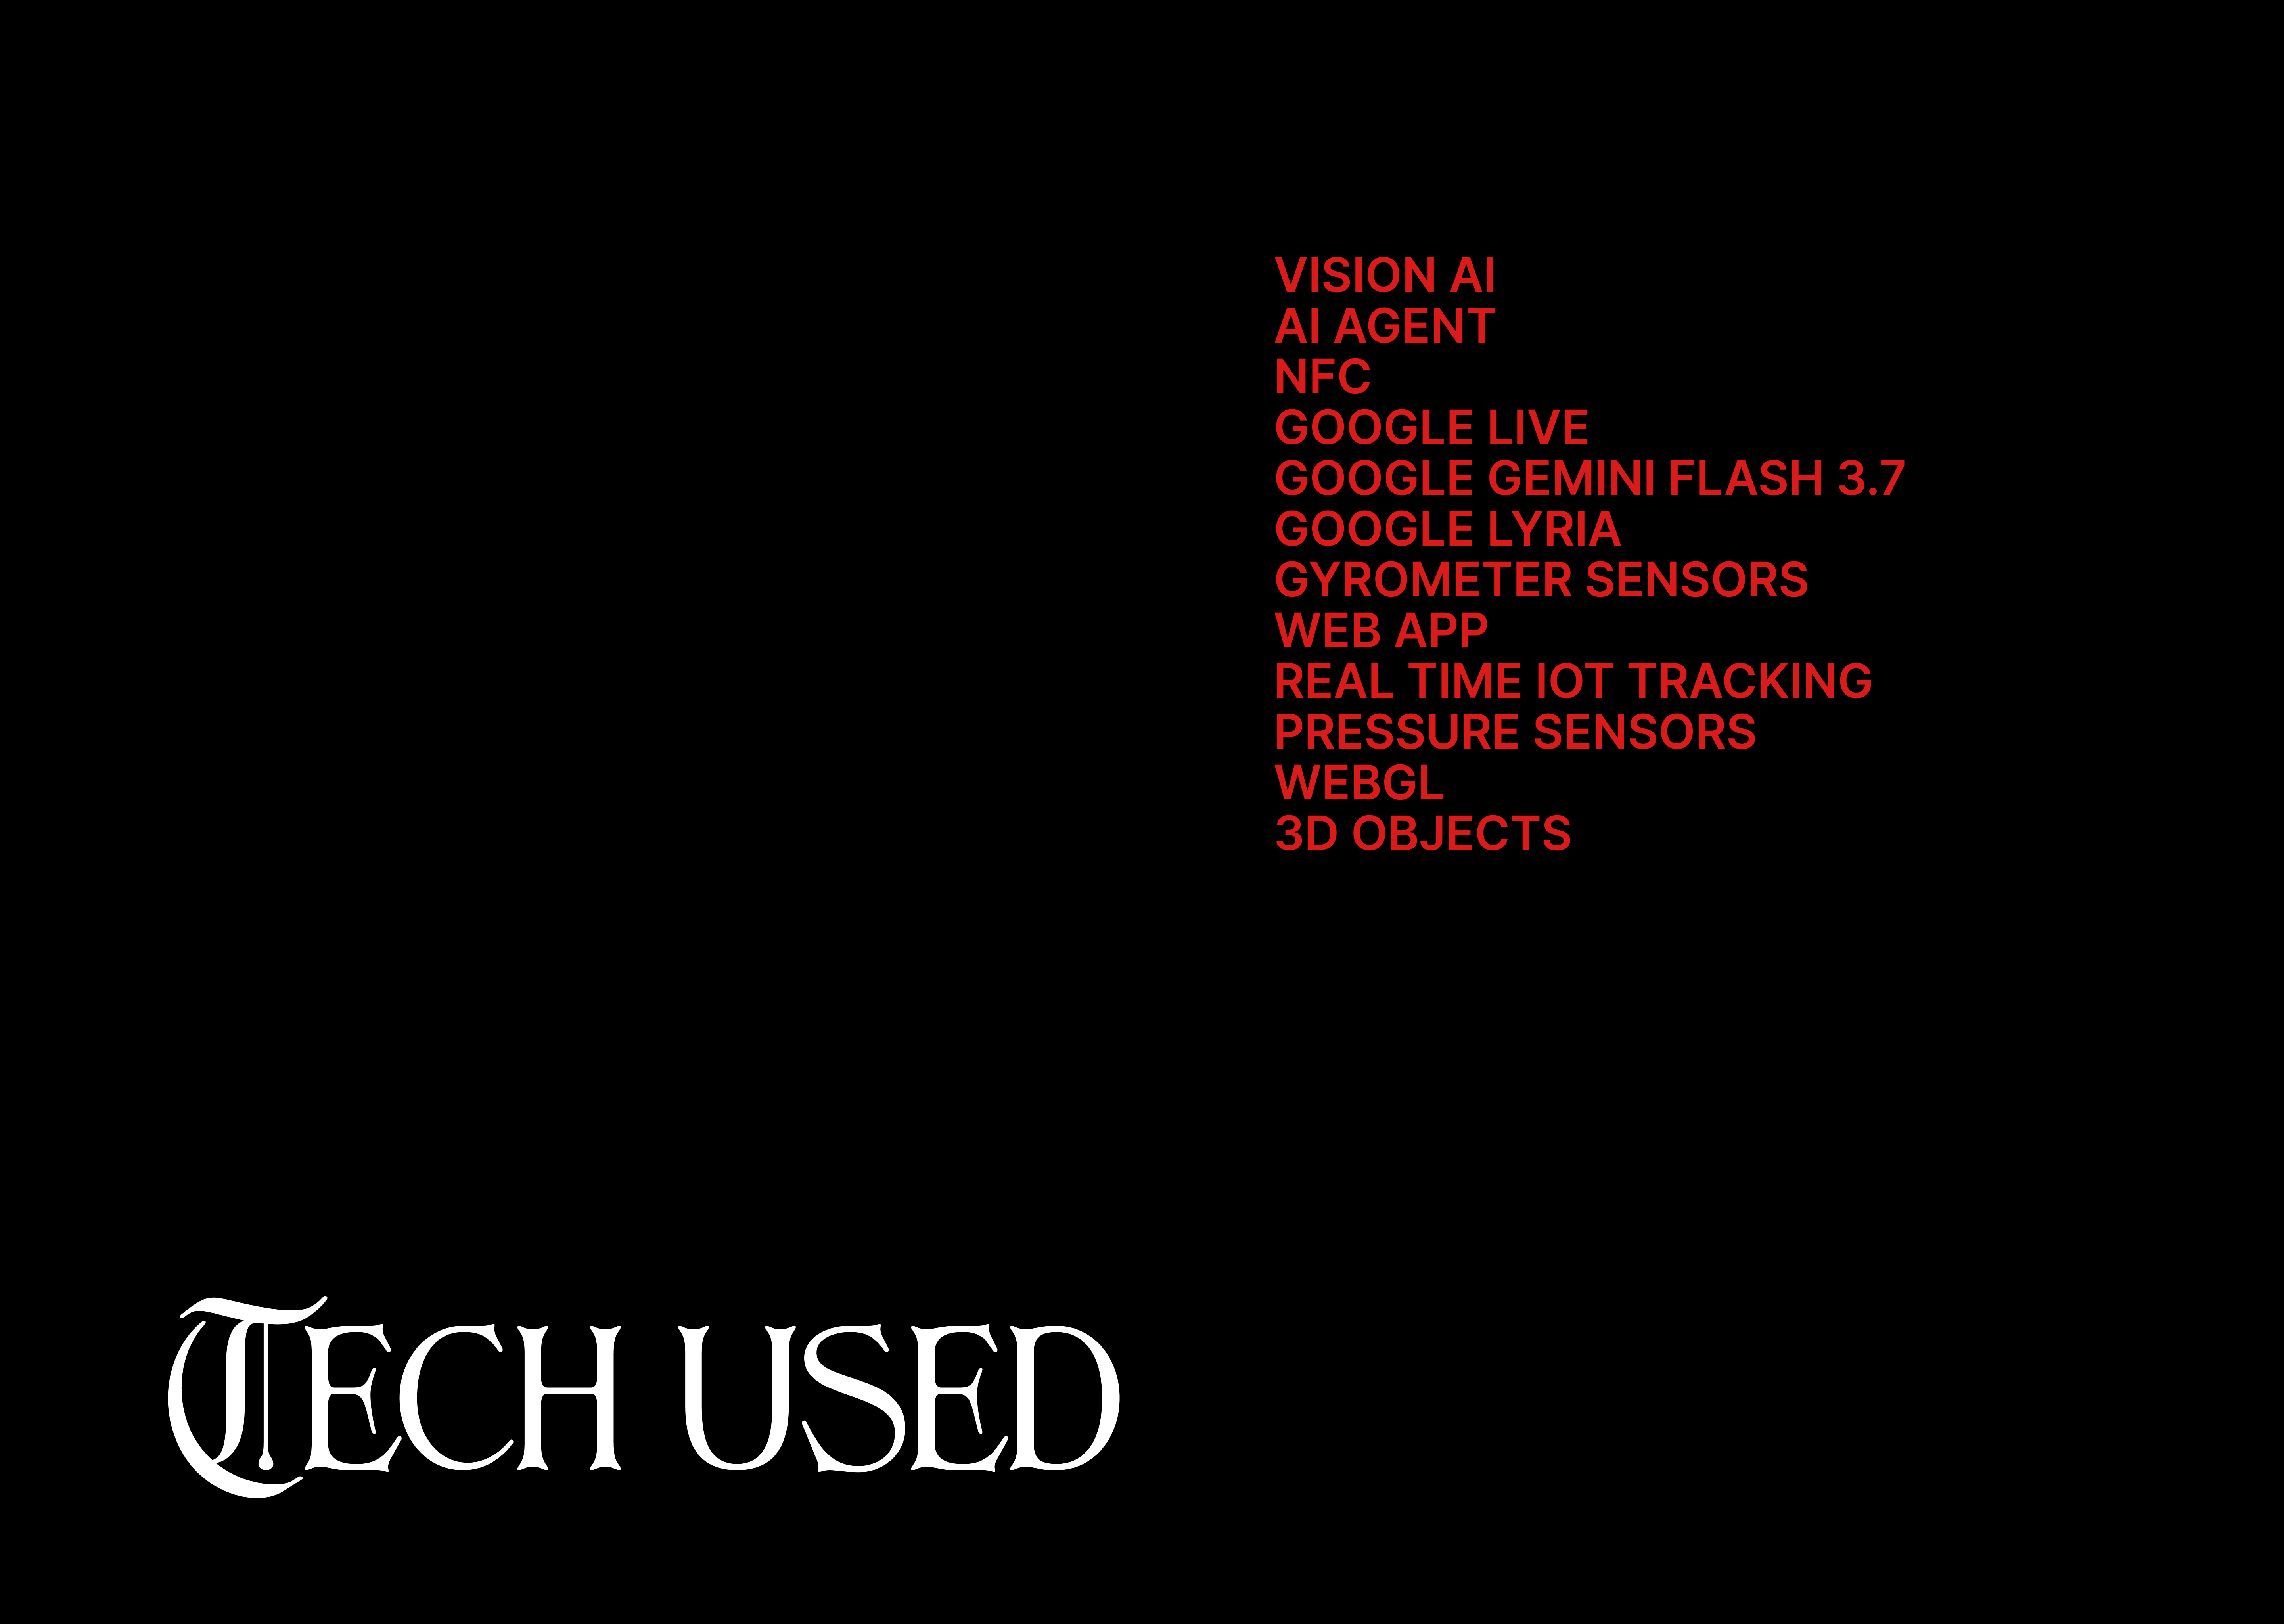 VISION AI
AI AGENT
NFC
GOOGLE LIVE
GOOGLE GEMINI FLASH 3.7
GOOGLE LYRIA
GYROMETER SENSORS
WEB APP
REAL TIME IOT TRACKING
PRESSURE SENSORS
WEBGL
3D OBJECTS
TECH USED